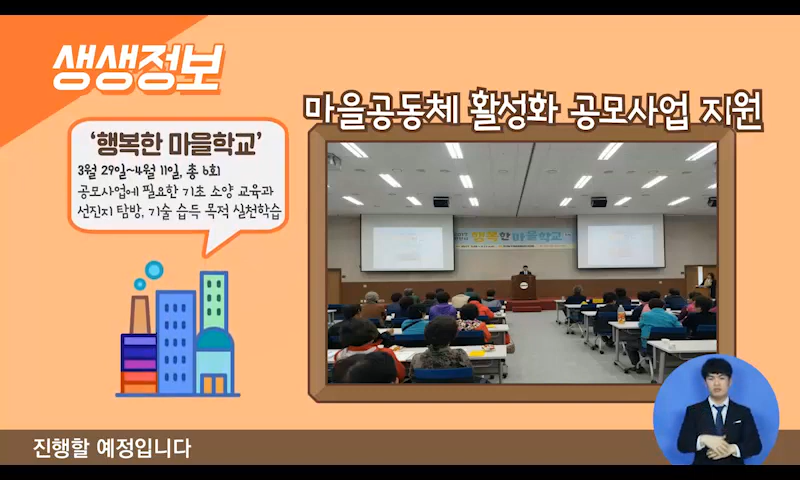 생생정보
마을공동체 활성화 공모사업 지원
‘행복한 마을학교’
3월 29일~4월 11일, 총 6회
공모사업에 필요한 기초 소양 교육과
선진지 탐방, 기술 습득 목적 실천학습
행복한 마을학교
진행할 예정입니다